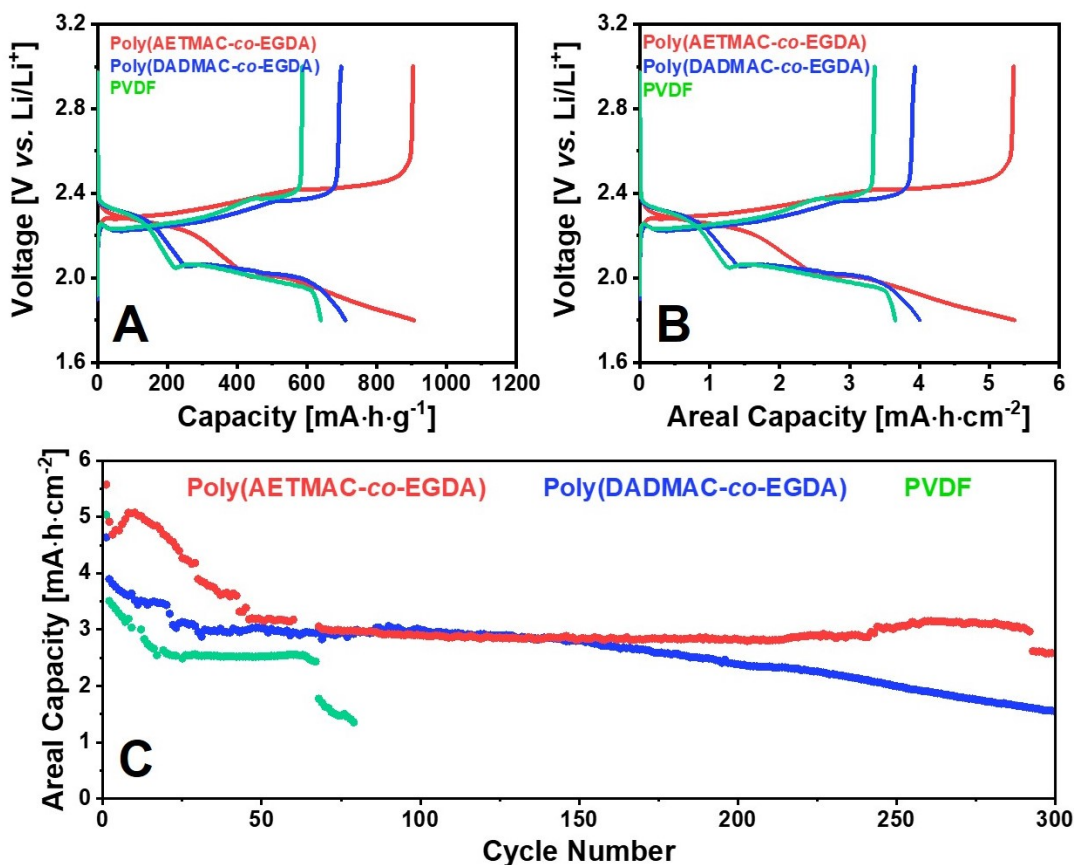 Voltage [V vs. Li/Li⁺]
3.2
2.8
2.4
2.0
1.6
Poly(AETMAC-co-EGDA)
Poly(DADMAC-co-EGDA)
PVDF
A
0 200 400 600 800 1000 1200
Capacity [mA·h·g⁻¹]
Voltage [V vs. Li/Li⁺]
3.2
2.8
2.4
2.0
1.6
Poly(AETMAC-co-EGDA)
Poly(DADMAC-co-EGDA)
PVDF
B
0 1 2 3 4 5 6
Areal Capacity [mA·h·cm⁻²]
Areal Capacity [mA·h·cm⁻²]
6
5
4
3
2
1
0
Poly(AETMAC-co-EGDA) Poly(DADMAC-co-EGDA) PVDF
C
0 50 100 150 200 250 300
Cycle Number